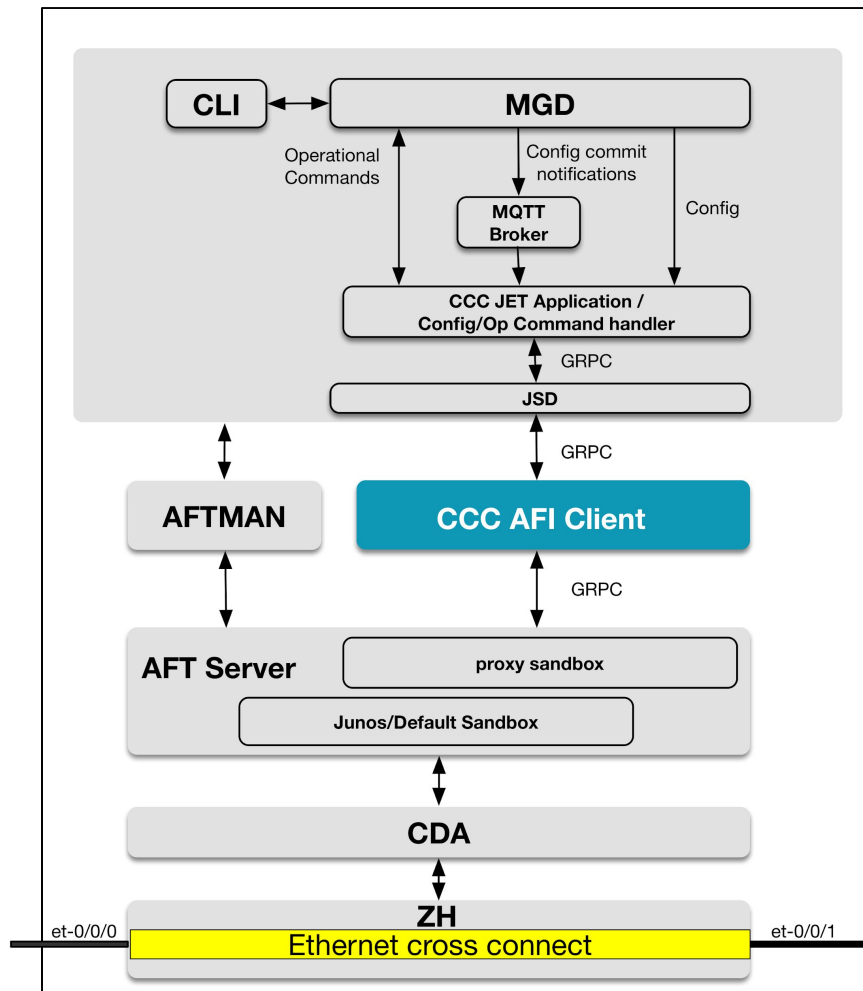 CLI
MGD
Operational
Commands
Config commit
notifications
Config
MQTT
Broker
CCC JET Application /
Config/Op Command handler
GRPC
JSD
GRPC
AFTMAN
CCC AFI Client
GRPC
AFT Server
proxy sandbox
Junos/Default Sandbox
CDA
ZH
et-0/0/0
Ethernet cross connect
et-0/0/1